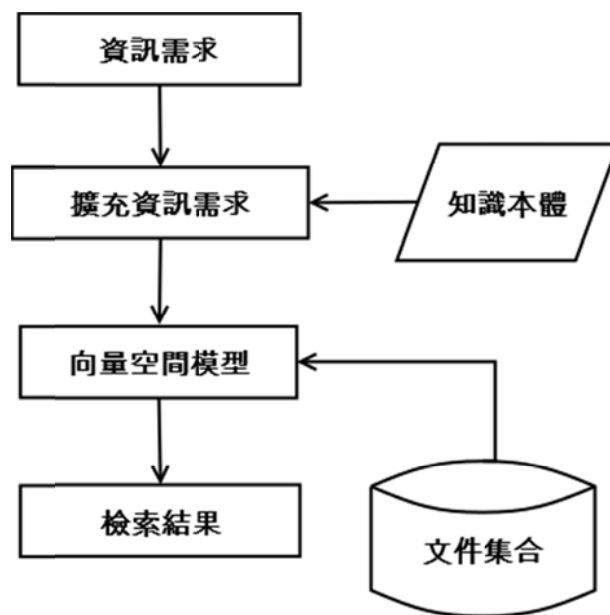 資訊需求
擴充資訊需求
知識本體
向量空間模型
檢索結果
文件集合